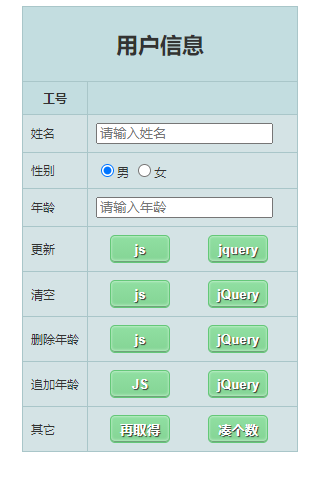 用户信息
工号
姓名 请输入姓名
性别 男 女
年龄 请输入年龄
更新 js jquery
清空 js jQuery
删除年龄 js jQuery
追加年龄 JS jQuery
其它 再取得 凑个数